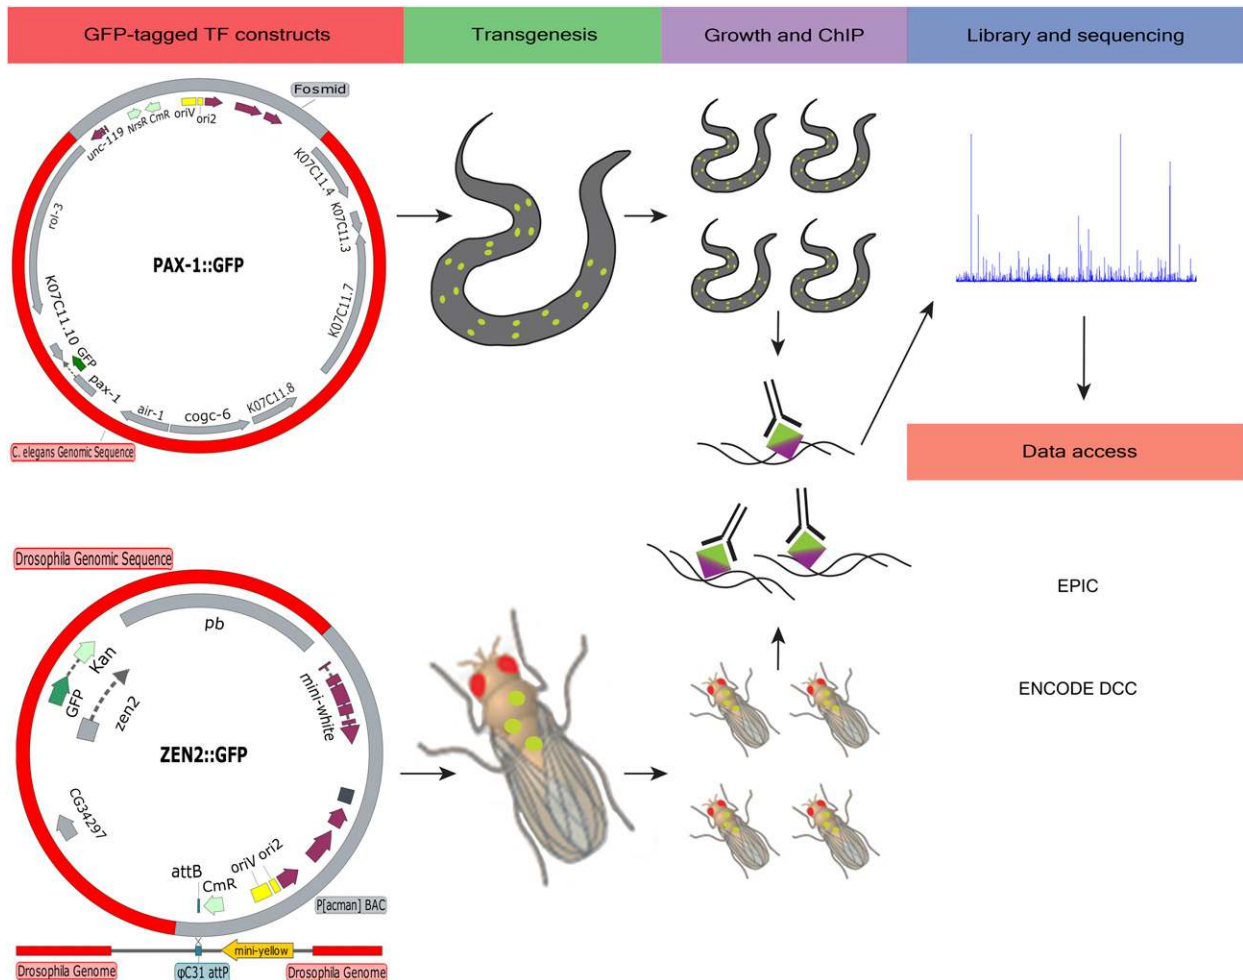 GFP-tagged TF constructs
Transgenesis
Growth and ChIP
Library and sequencing
Fosmid
unc-119
NrsR
CmR
oriV
ori2
K07C11.4
K07C11.3
K07C11.7
K07C11.8
cogc-6
air-1
pax-1
GFP
K07C11.10
rol-3
PAX-1::GFP
C. elegans Genomic Sequence
Data access
EPIC
ENCODE DCC
Drosophila Genomic Sequence
pb
Kan
GFP
zen2
mini-white
ZEN2::GFP
CG34297
attB
CmR
oriV
ori2
P[acman] BAC
mini-yellow
Drosophila Genome
φC31 attP
Drosophila Genome